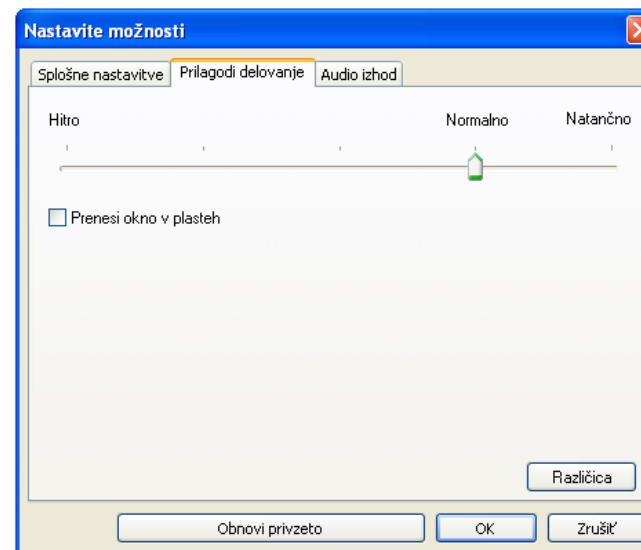 Nastavite možnosti
Splošne nastavitve Prilagodi delovanje Audio izhod
Hitro Normalno Natančno
Prenesi okno v plasteh
Različica
Obnovi privzeto OK Zrušiť